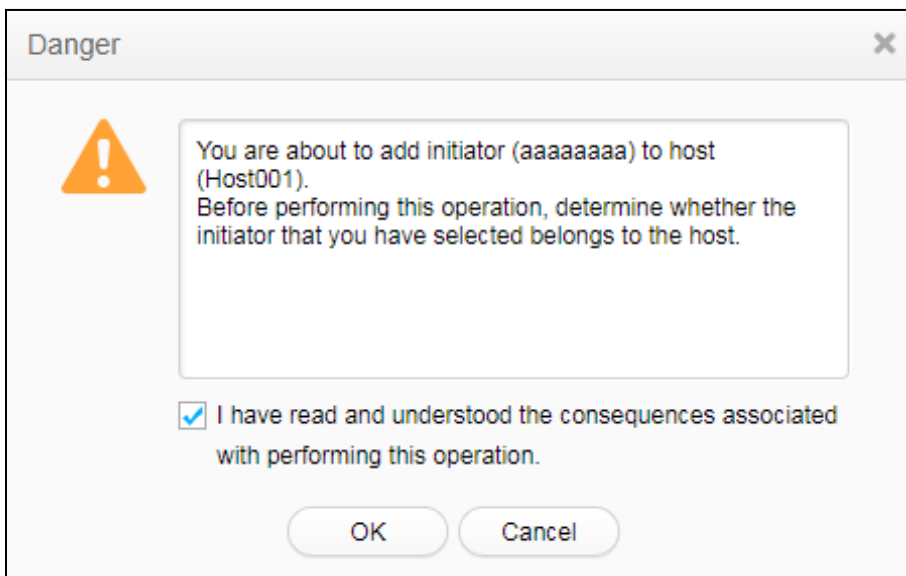 Danger
You are about to add initiator (aaaaaaaa) to host
(Host001).
Before performing this operation, determine whether the
initiator that you have selected belongs to the host.
I have read and understood the consequences associated
with performing this operation.
OK Cancel